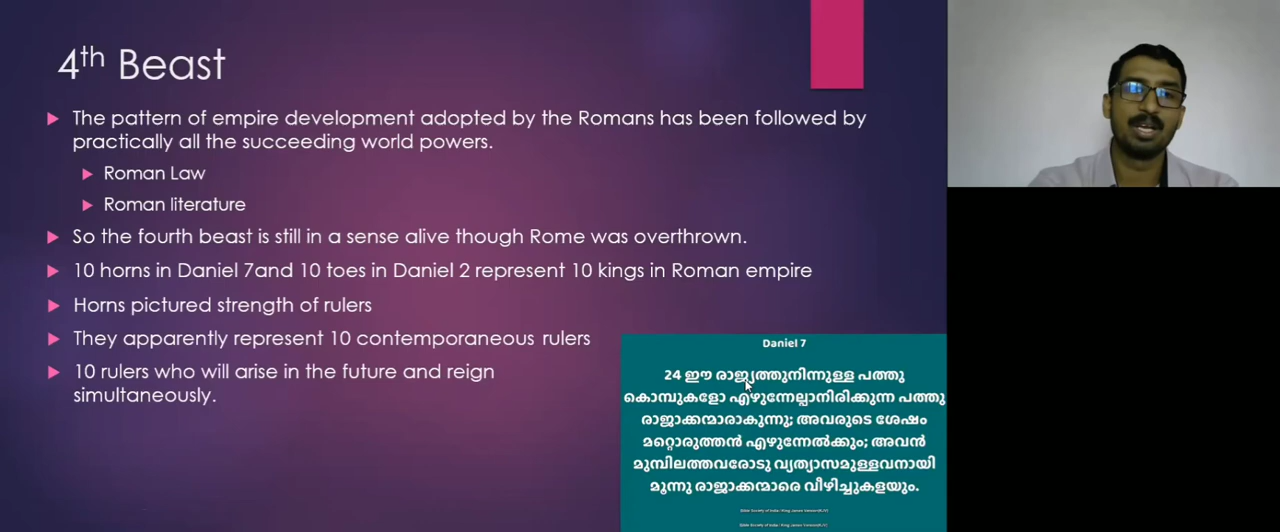 4th Beast
The pattern of empire development adopted by the Romans has been followed by
practically all the succeeding world powers.
Roman Law
Roman literature
So the fourth beast is still in a sense alive though Rome was overthrown.
10 horns in Daniel 7and 10 toes in Daniel 2 represent 10 kings in Roman empire
Horns pictured strength of rulers
They apparently represent 10 contemporaneous rulers
10 rulers who will arise in the future and reign
simultaneously.
Daniel 7
24 ഈ രാജ്യത്തുനിന്നുള്ള പത്തു
കൊമ്പുകളോ എഴുന്നേല്പാനിരിക്കുന്ന പത്തു
രാജാക്കന്മാരാകുന്നു; അവരുടെ ശേഷം
മറ്റൊരുത്തൻ എഴുന്നേൽക്കും; അവൻ
മുമ്പിലത്തവരോടു വ്യത്യാസമുള്ളവനായി
മൂന്നു രാജാക്കന്മാരെ വീഴിച്ചുകളയും.